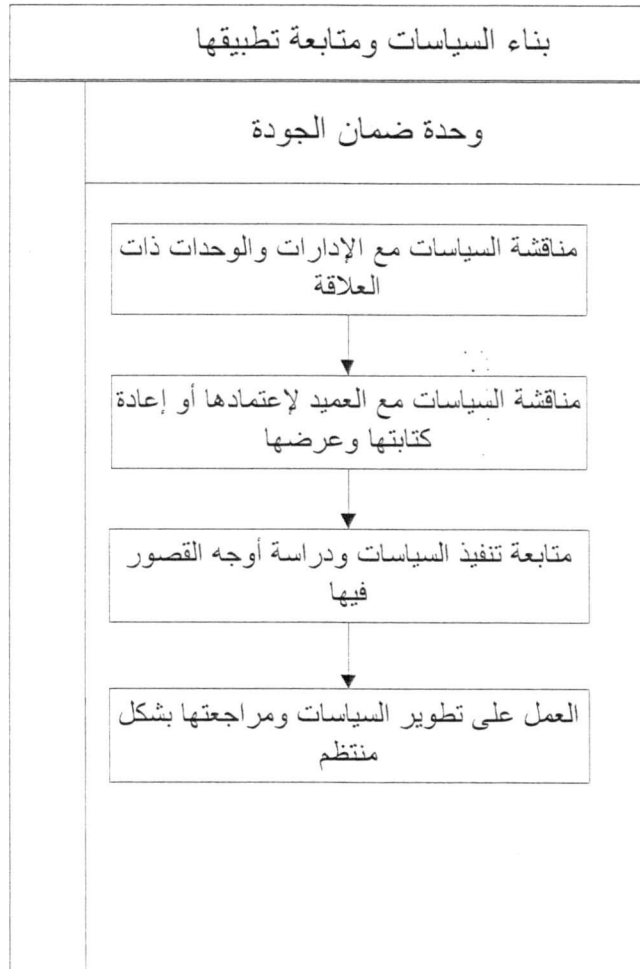 بناء السياسات ومتابعة تطبيقها
وحدة ضمان الجودة
مناقشة السياسات مع الإدارات والوحدات ذات
العلاقة
مناقشة السياسات مع العميد لإعتمادها أو إعادة
كتابتها وعرضها
متابعة تنفيذ السياسات ودراسة أوجه القصور
فيها
العمل على تطوير السياسات ومراجعتها بشكل
منتظم